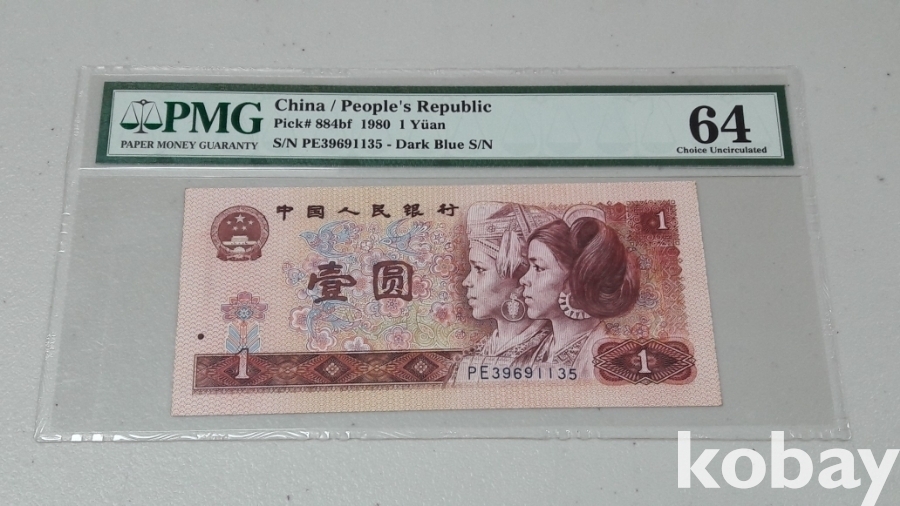 PMG
PAPER MONEY GUARANTY
China / People's Republic
Pick# 884bf 1980 1 Yüan
S/N PE39691135 - Dark Blue S/N
64
Choice Uncirculated
中国人民银行
1
壹圆
1
PE39691135
1
kobay